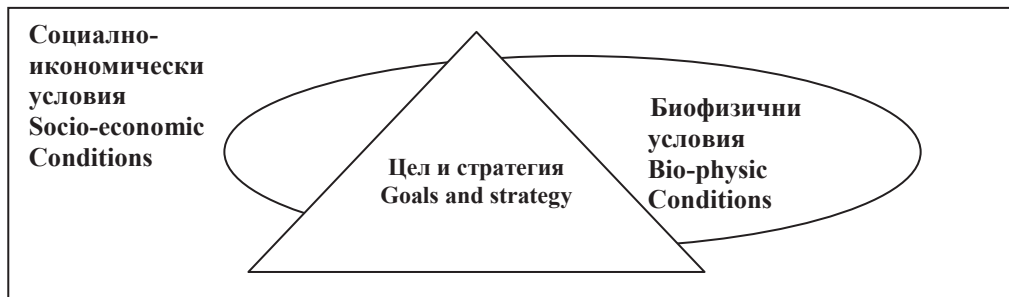 Социално-
икономически
условия
Socio-economic
Conditions
Цел и стратегия
Goals and strategy
Биофизични
условия
Bio-physic
Conditions